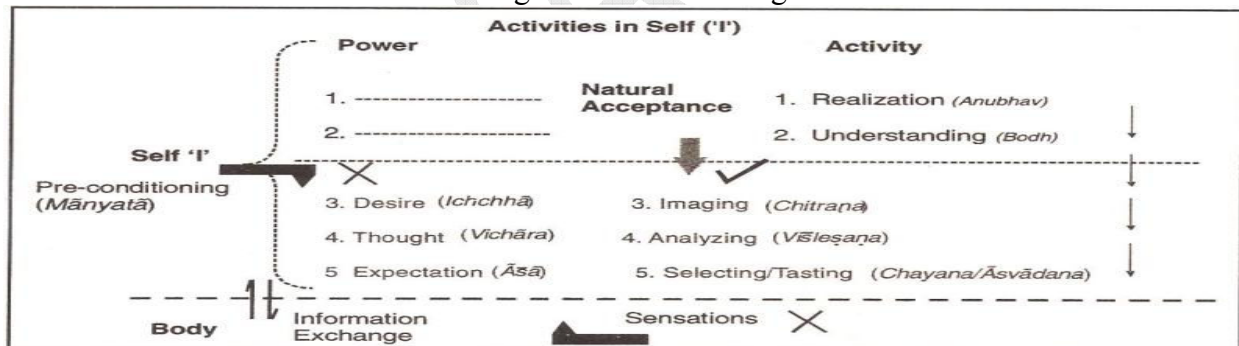 Activities in Self ('I')
Power Activity
1. ------------------------ Natural Acceptance 1. Realization (Anubhav)
2. ------------------------ 2. Understanding (Bodh)
Self 'I'
Pre-conditioning (Mānyatā)
3. Desire (Ichchhā) 3. Imaging (Chitraṇa)
4. Thought (Vichāra) 4. Analyzing (Viśleṣaṇa)
5 Expectation (Āśā) 5. Selecting/Tasting (Chayana/Āsvādana)
Body Information Exchange Sensations